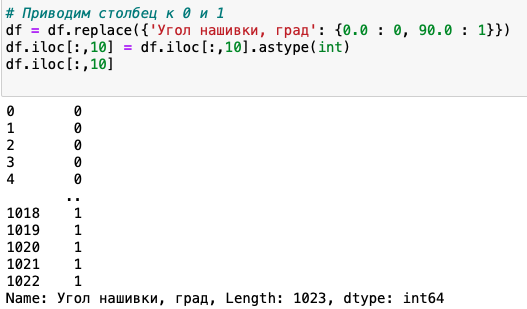 # Приводим столбец к 0 и 1
df = df.replace({'Угол нашивки, град': {0.0 : 0, 90.0 : 1}})
df.iloc[:,10] = df.iloc[:,10].astype(int)
df.iloc[:,10]
0       0
1       0
2       0
3       0
4       0
       ..
1018    1
1019    1
1020    1
1021    1
1022    1
Name: Угол нашивки, град, Length: 1023, dtype: int64